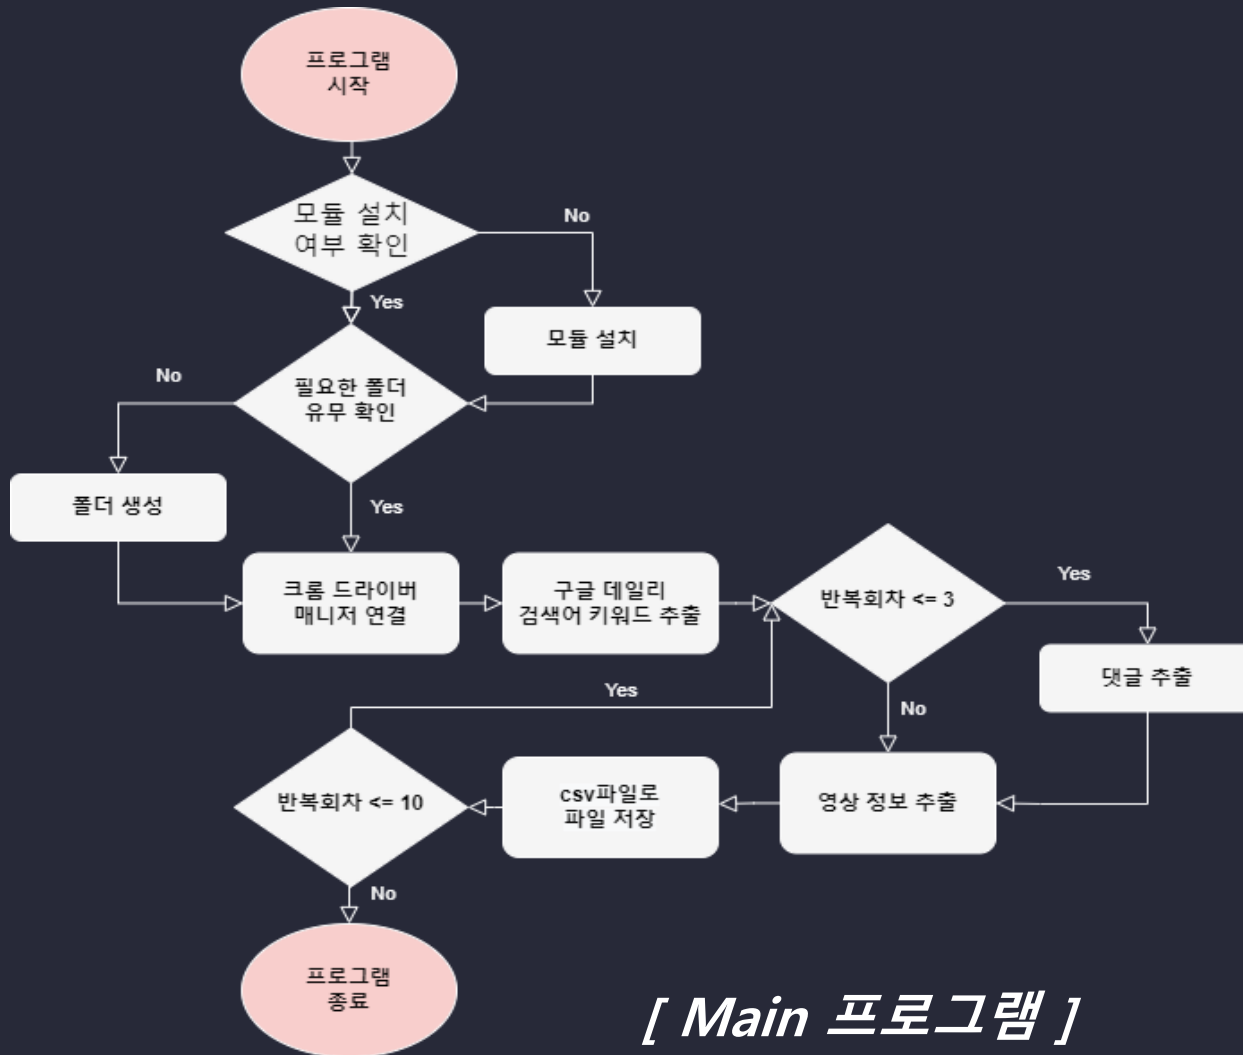 프로그램
시작
모듈 설치
여부 확인
No
Yes
모듈 설치
필요한 폴더
유무 확인
No
Yes
폴더 생성
크롬 드라이버
매니저 연결
구글 데일리
검색어 키워드 추출
반복회차 <= 3
Yes
댓글 추출
No
영상 정보 추출
csv파일로
파일 저장
반복회차 <= 10
Yes
No
프로그램
종료
[ Main 프로그램 ]